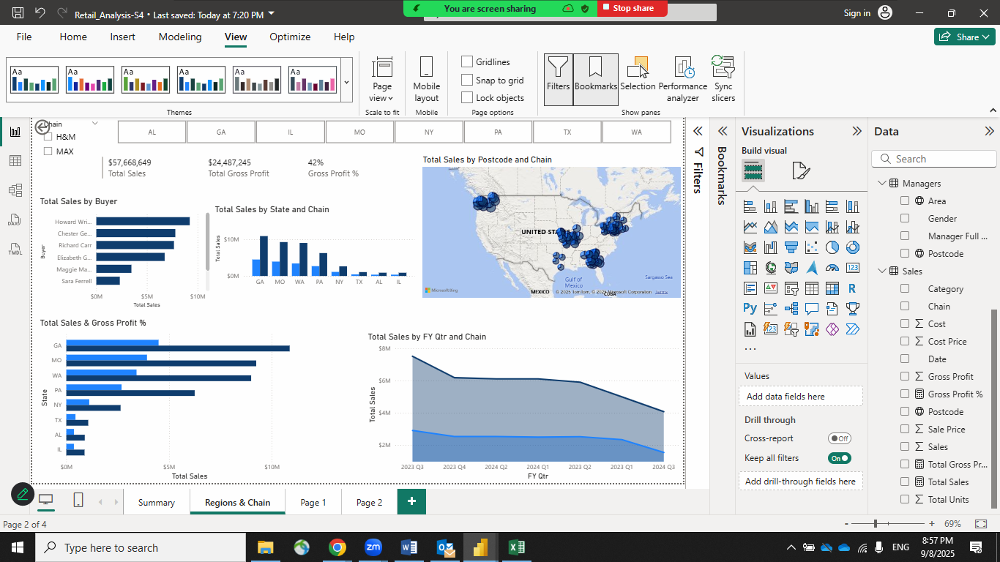 Retail_Analysis-S4 • Last saved: Today at 7:20 PM
You are screen sharing
Stop share
Sign in
File Home Insert Modeling View Optimize Help
Share
Aa Aa Aa Aa Aa Aa
Themes
Page view
Scale to fit
Mobile layout
Mobile
Gridlines
Snap to grid
Lock objects
Page options
Filters
Bookmarks
Selection
Performance analyzer
Sync slicers
Show panes
Chain
H&M
MAX
AL GA IL MO NY PA TX WA
$57,668,649
Total Sales
$24,487,245
Total Gross Profit
42%
Gross Profit %
Total Sales by Buyer
Buyer
Howard Wri...
Chester Ge...
Richard Carr
Elizabeth G...
Maggie Ma...
Sara Ferrell
$0M $5M $10M
Total Sales
Total Sales by State and Chain
Total Sales
$10M
$0M
GA MO WA PA NY TX AL IL
Total Sales by Postcode and Chain
UNITED STATES
Gulf of
Mexico
Sargasso Sea
MEXICO
CUBA
Microsoft Bing
© 2025 TomTom, © 2025 Microsoft Corporation Terms
Total Sales & Gross Profit %
State
GA
MO
WA
PA
NY
TX
AL
IL
$0M $5M $10M
Total Sales
Total Sales by FY Qtr and Chain
Total Sales
$8M
$6M
$4M
$2M
2023 Q3 2023 Q4 2024 Q2 2024 Q1 2023 Q2 2023 Q1 2024 Q3
FY Qtr
Filters
Bookmarks
Visualizations
Build visual
123
R
Py
123
...
Values
Add data fields here
Drill through
Cross-report
Off
Keep all filters
On
Add drill-through fields here
Data
Search
Managers
Area
Gender
Manager Full ...
Postcode
Sales
Category
Chain
Cost
Cost Price
Date
Gross Profit
Gross Profit %
Postcode
Sale Price
Sales
Total Gross Pr...
Total Sales
Total Units
DAX
TMDL
Summary
Regions & Chain
Page 1
Page 2
+
Page 2 of 4
- + 69%
Type here to search
zm
ENG
8:57 PM
9/8/2025